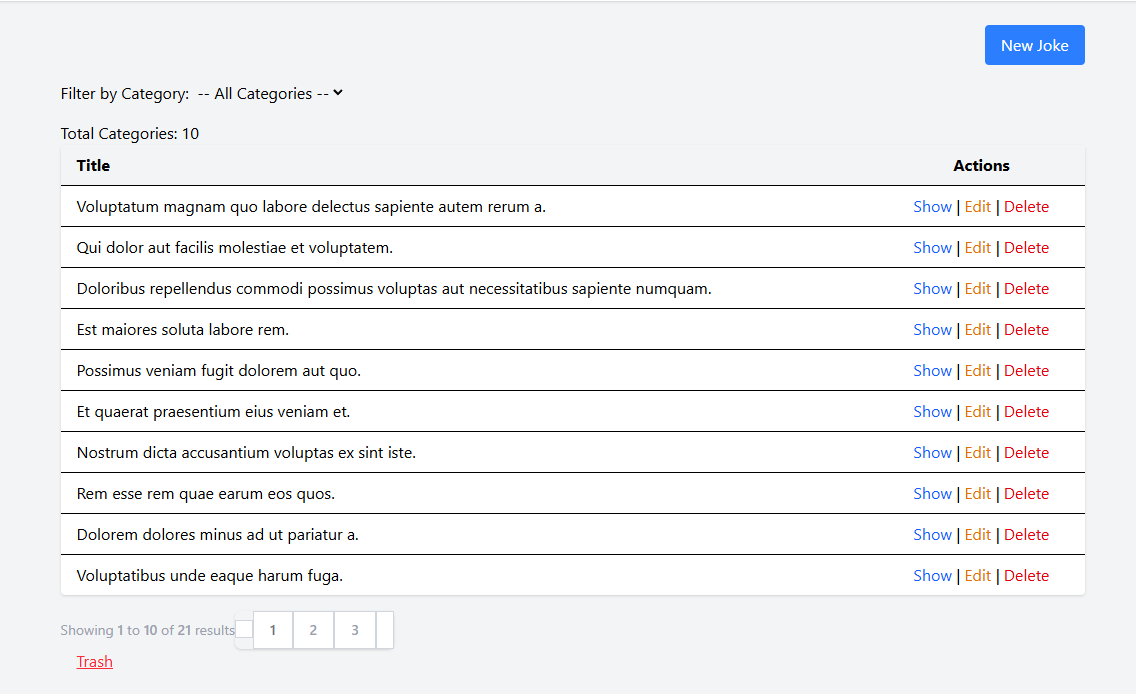 New Joke
Filter by Category: -- All Categories --
Total Categories: 10
Title Actions
Voluptatum magnam quo labore delectus sapiente autem rerum a. Show | Edit | Delete
Qui dolor aut facilis molestiae et voluptatem. Show | Edit | Delete
Doloribus repellendus commodi possimus voluptas aut necessitatibus sapiente numquam. Show | Edit | Delete
Est maiores soluta labore rem. Show | Edit | Delete
Possimus veniam fugit dolorem aut quo. Show | Edit | Delete
Et quaerat praesentium eius veniam et. Show | Edit | Delete
Nostrum dicta accusantium voluptas ex sint iste. Show | Edit | Delete
Rem esse rem quae earum eos quos. Show | Edit | Delete
Dolorem dolores minus ad ut pariatur a. Show | Edit | Delete
Voluptatibus unde eaque harum fuga. Show | Edit | Delete
Showing 1 to 10 of 21 results 1 2 3
Trash